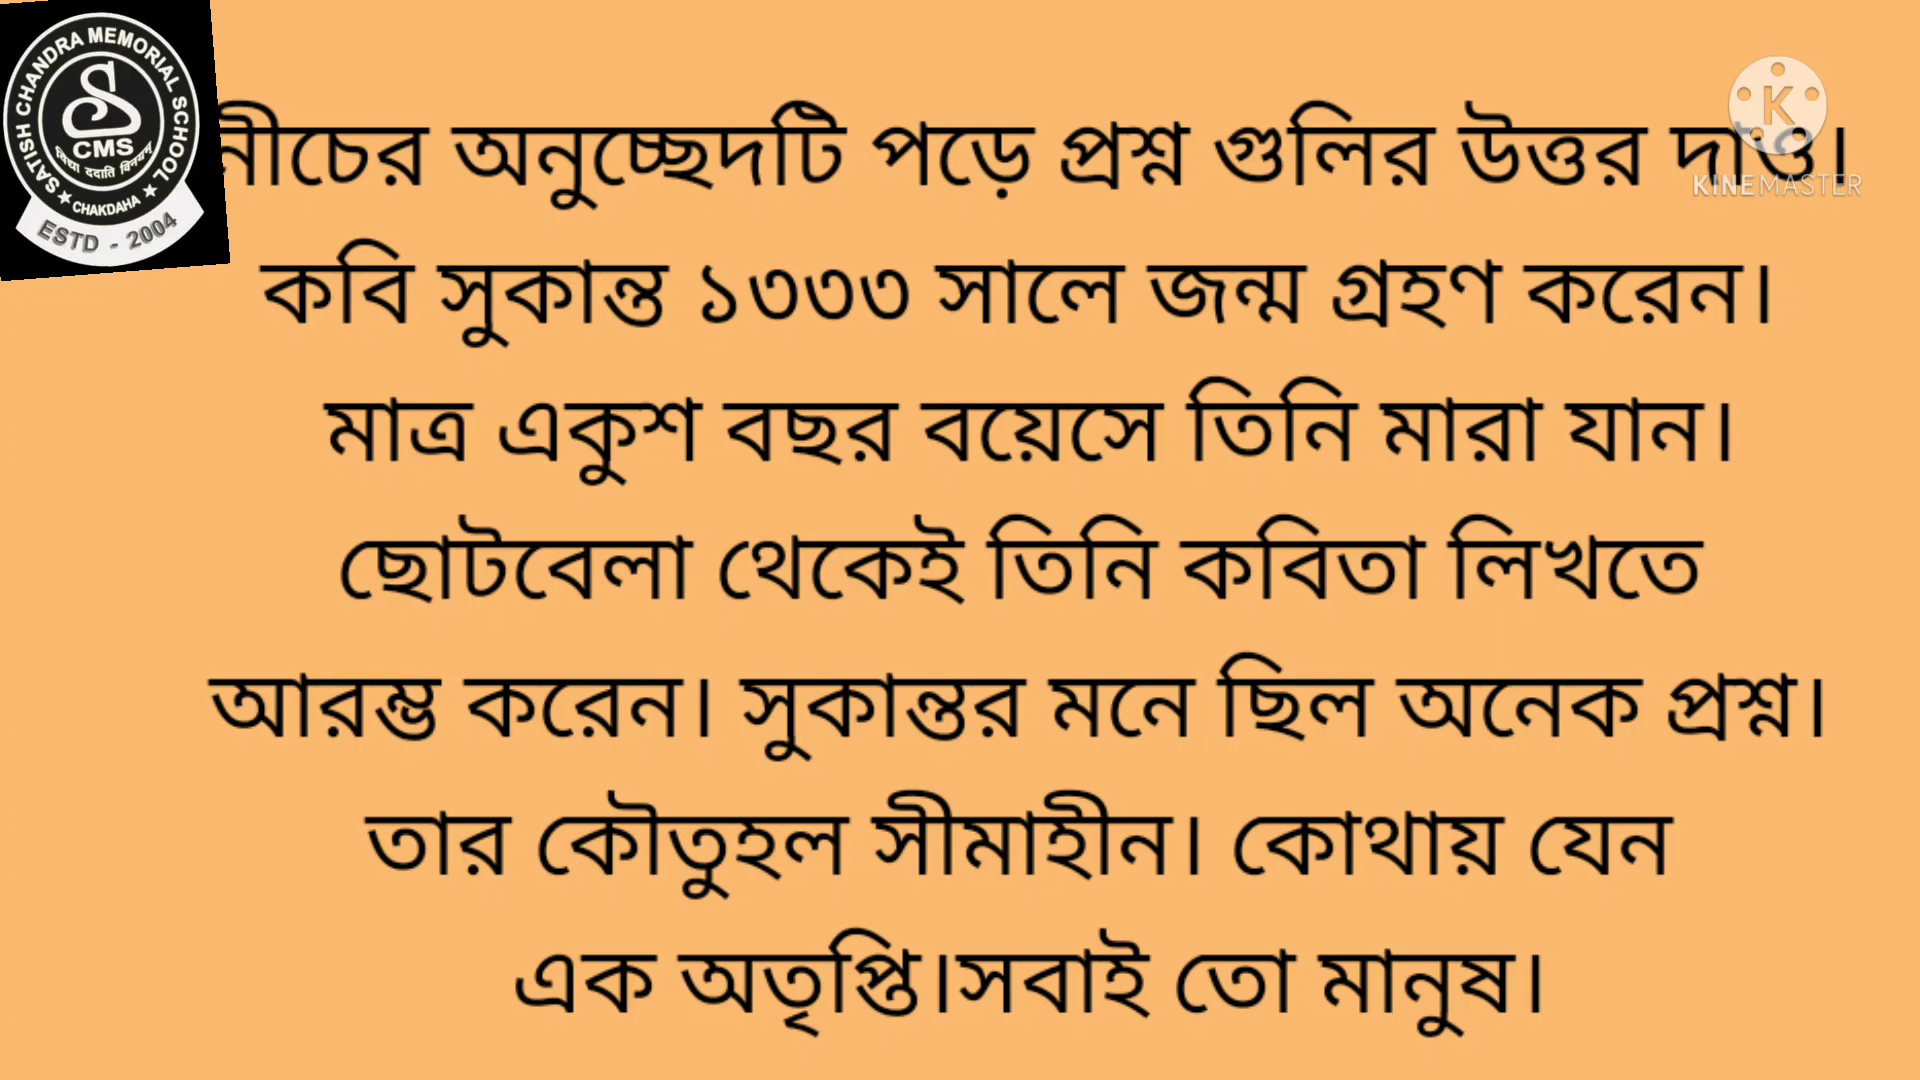 SATISH CHANDRA MEMORIAL SCHOOL
CMS
CHAKDAHA
ESTD - 2004
KINEMASTER
নীচের অনুচ্ছেদটি পড়ে প্রশ্ন গুলির উত্তর দাও।
কবি সুকান্ত ১৩৩৩ সালে জন্ম গ্রহণ করেন।
মাত্র একুশ বছর বয়েসে তিনি মারা যান।
ছোটবেলা থেকেই তিনি কবিতা লিখতে
আরম্ভ করেন। সুকান্তর মনে ছিল অনেক প্রশ্ন।
তার কৌতুহল সীমাহীন। কোথায় যেন
এক অতৃপ্তি।সবাই তো মানুষ।